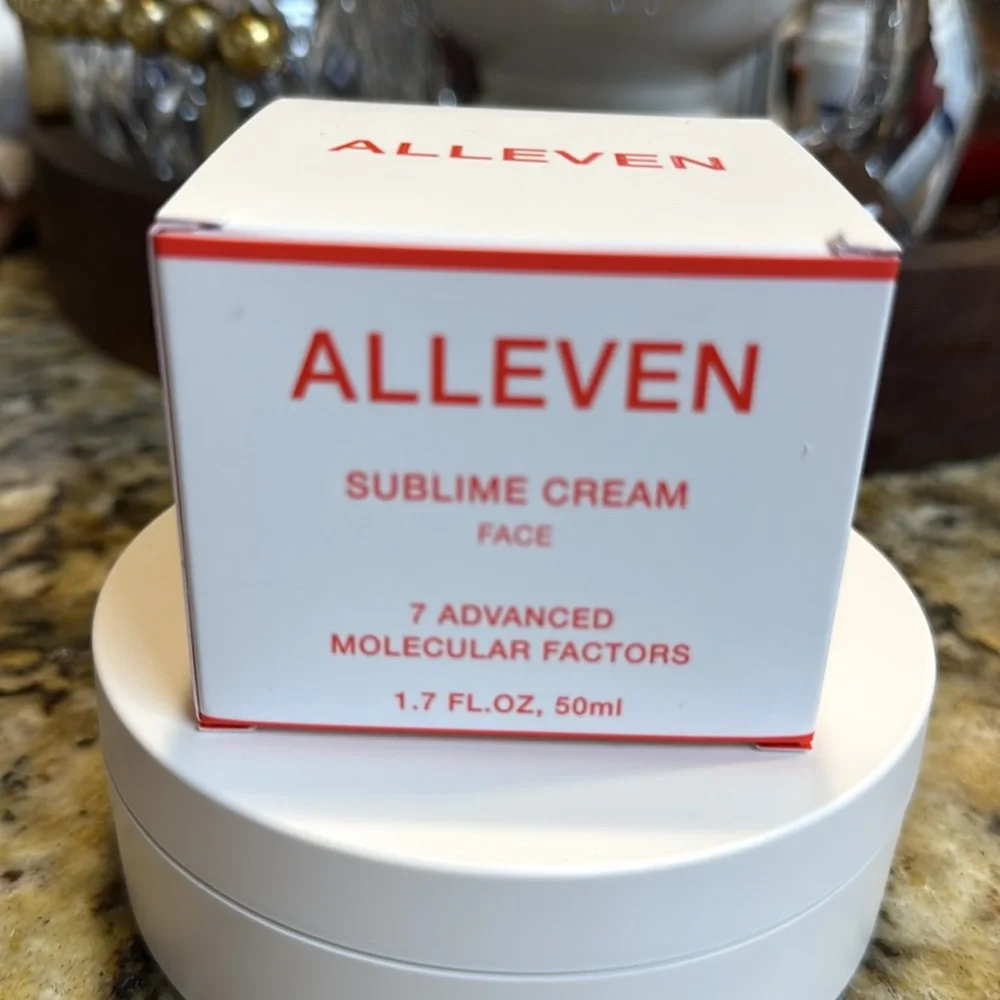 ALLEVEN
ALLEVEN
SUBLIME CREAM
FACE
7 ADVANCED
MOLECULAR FACTORS
1.7 FL.OZ, 50ml